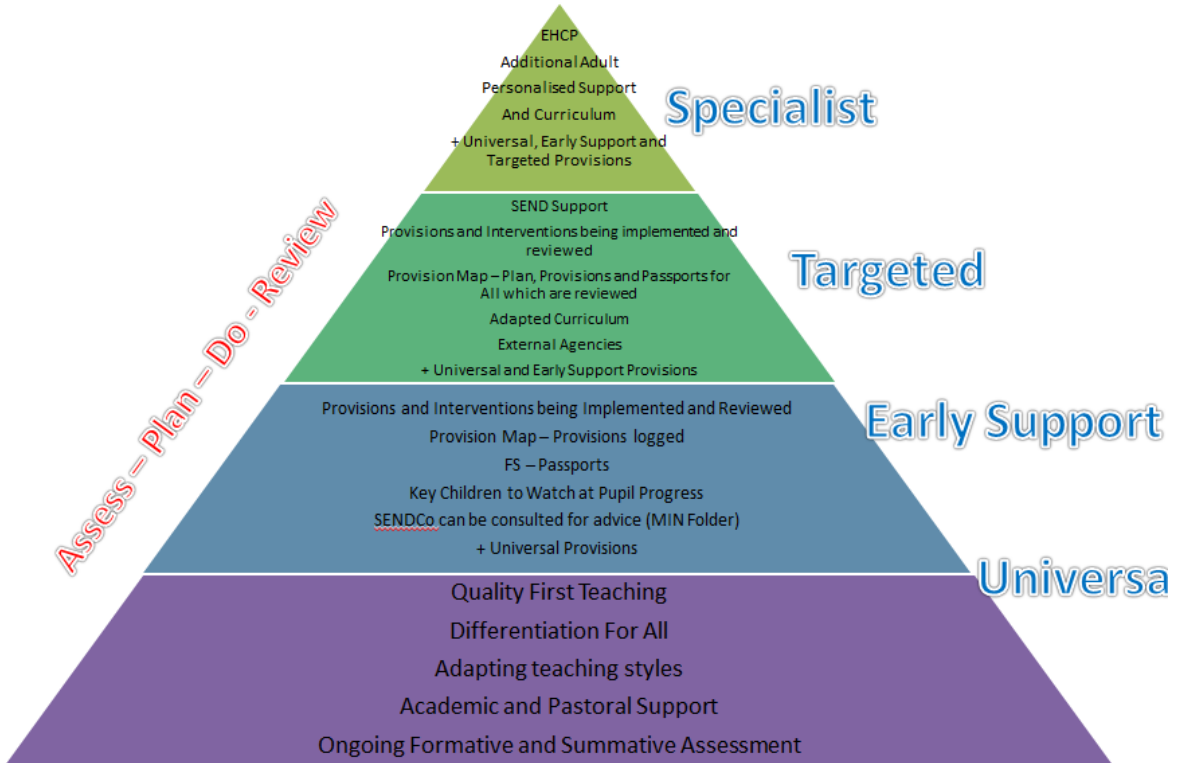 EHCP
Additional Adult
Personalised Support
And Curriculum
+ Universal, Early Support and
Targeted Provisions
Specialist
SEND Support
Provisions and Interventions being implemented and
reviewed
Provision Map – Plan, Provisions and Passports for
All which are reviewed
Adapted Curriculum
External Agencies
+ Universal and Early Support Provisions
Targeted
Assess – Plan – Do - Review
Provisions and Interventions being Implemented and Reviewed
Provision Map – Provisions logged
FS – Passports
Key Children to Watch at Pupil Progress
SENDCo can be consulted for advice (MIN Folder)
+ Universal Provisions
Early Support
Universa
Quality First Teaching
Differentiation For All
Adapting teaching styles
Academic and Pastoral Support
Ongoing Formative and Summative Assessment